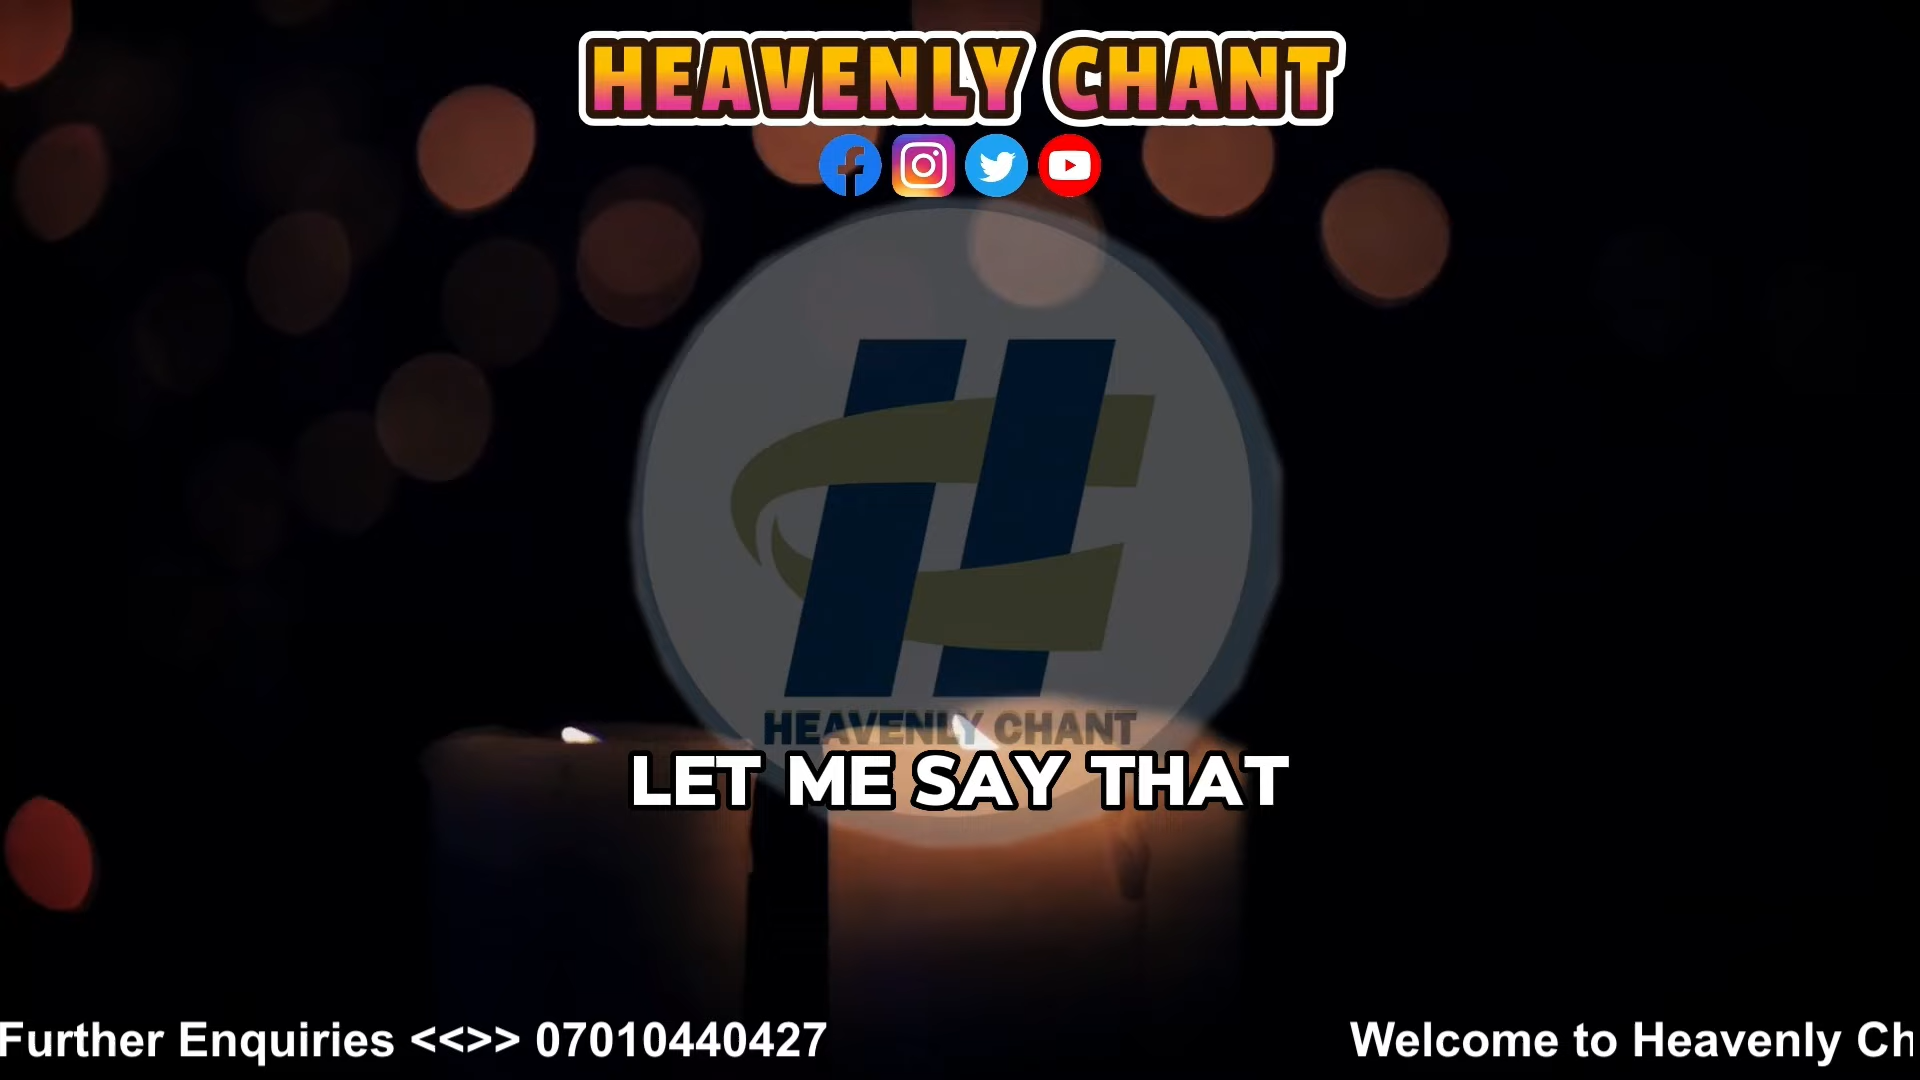 HEAVENLY CHANT
HEAVENLY CHANT
LET ME SAY THAT
Further Enquiries <<>> 07010440427
Welcome to Heavenly Ch